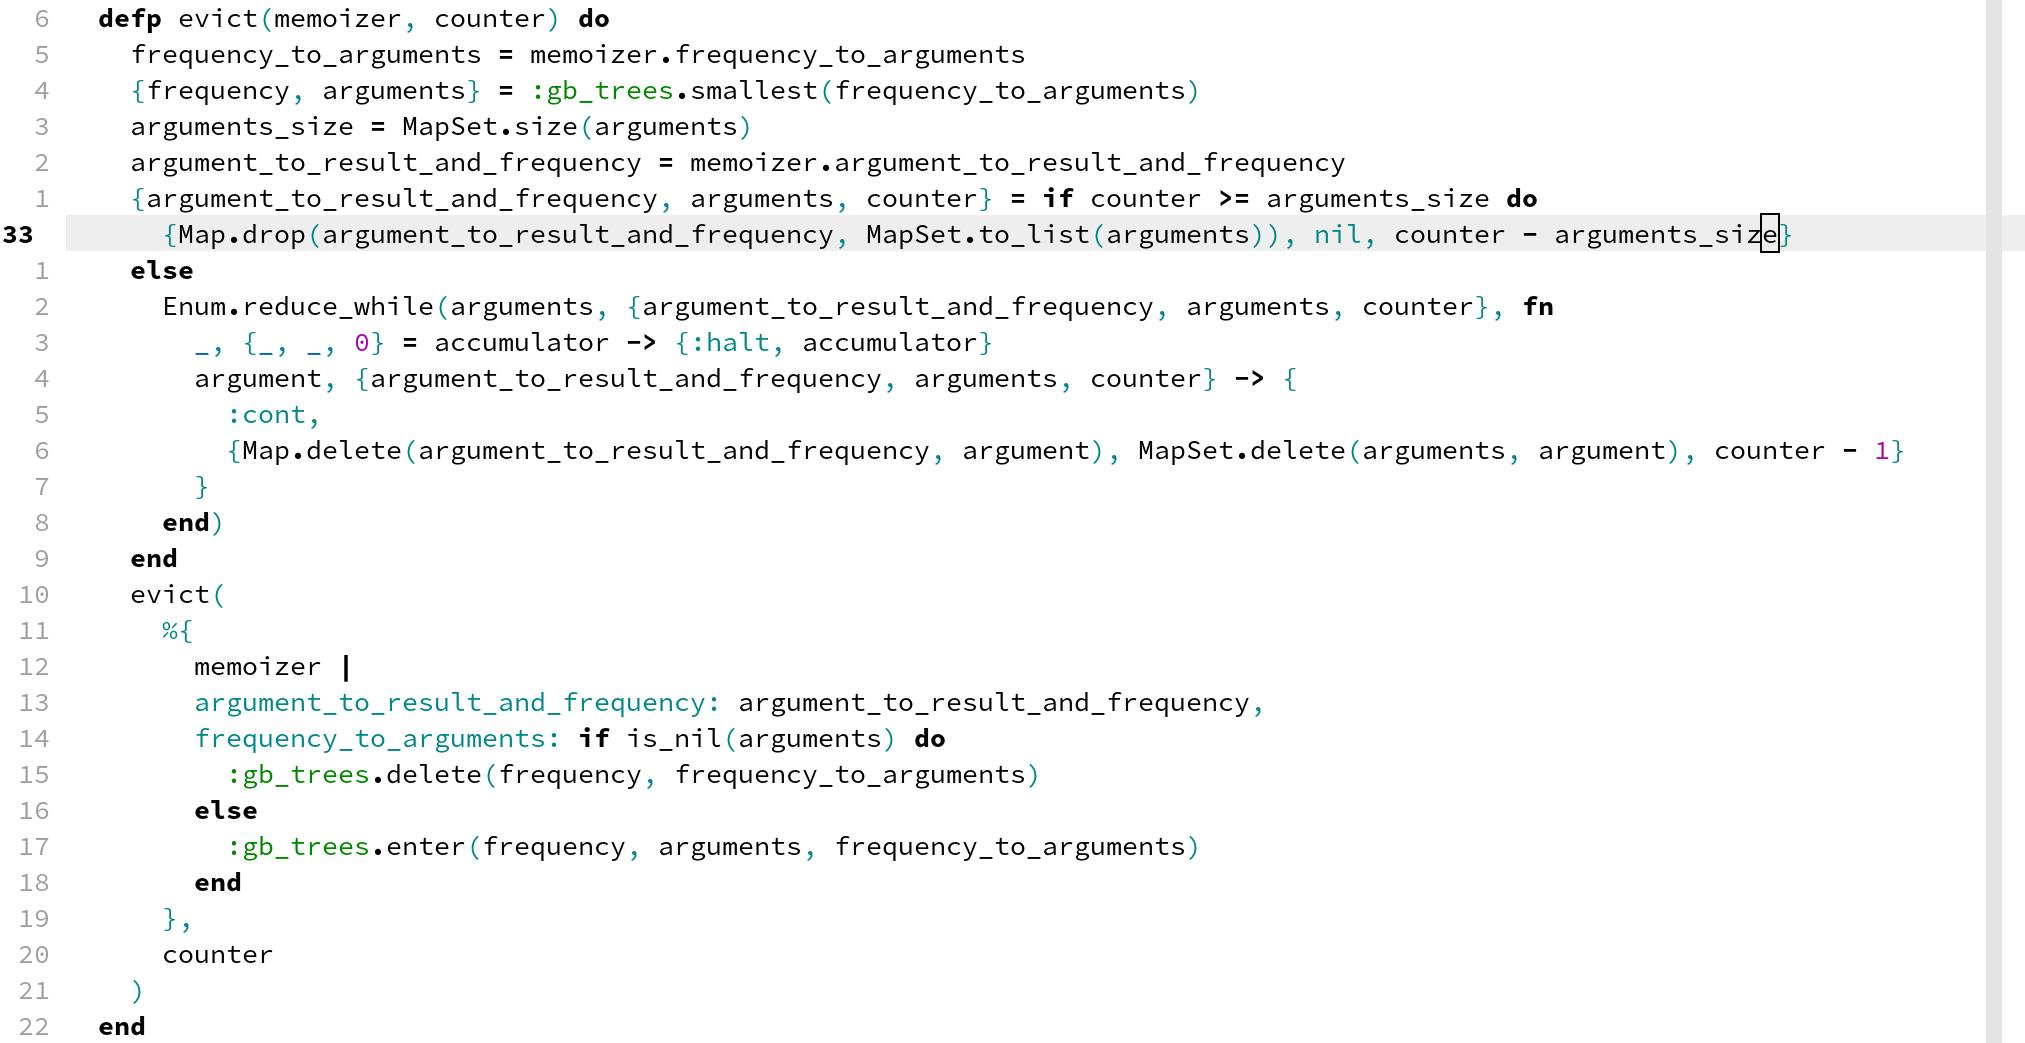 6 defp evict(memoizer, counter) do
5 frequency_to_arguments = memoizer.frequency_to_arguments
4 {frequency, arguments} = :gb_trees.smallest(frequency_to_arguments)
3 arguments_size = MapSet.size(arguments)
2 argument_to_result_and_frequency = memoizer.argument_to_result_and_frequency
1 {argument_to_result_and_frequency, arguments, counter} = if counter >= arguments_size do
33 {Map.drop(argument_to_result_and_frequency, MapSet.to_list(arguments)), nil, counter - arguments_size}
1 else
2 Enum.reduce_while(arguments, {argument_to_result_and_frequency, arguments, counter}, fn
3 _, {_, _, 0} = accumulator -> {:halt, accumulator}
4 argument, {argument_to_result_and_frequency, arguments, counter} -> {
5 :cont,
6 {Map.delete(argument_to_result_and_frequency, argument), MapSet.delete(arguments, argument), counter - 1}
7 }
8 end)
9 end
10 evict(
11 %{
12 memoizer |
13 argument_to_result_and_frequency: argument_to_result_and_frequency,
14 frequency_to_arguments: if is_nil(arguments) do
15 :gb_trees.delete(frequency, frequency_to_arguments)
16 else
17 :gb_trees.enter(frequency, arguments, frequency_to_arguments)
18 end
19 },
20 counter
21 )
22 end